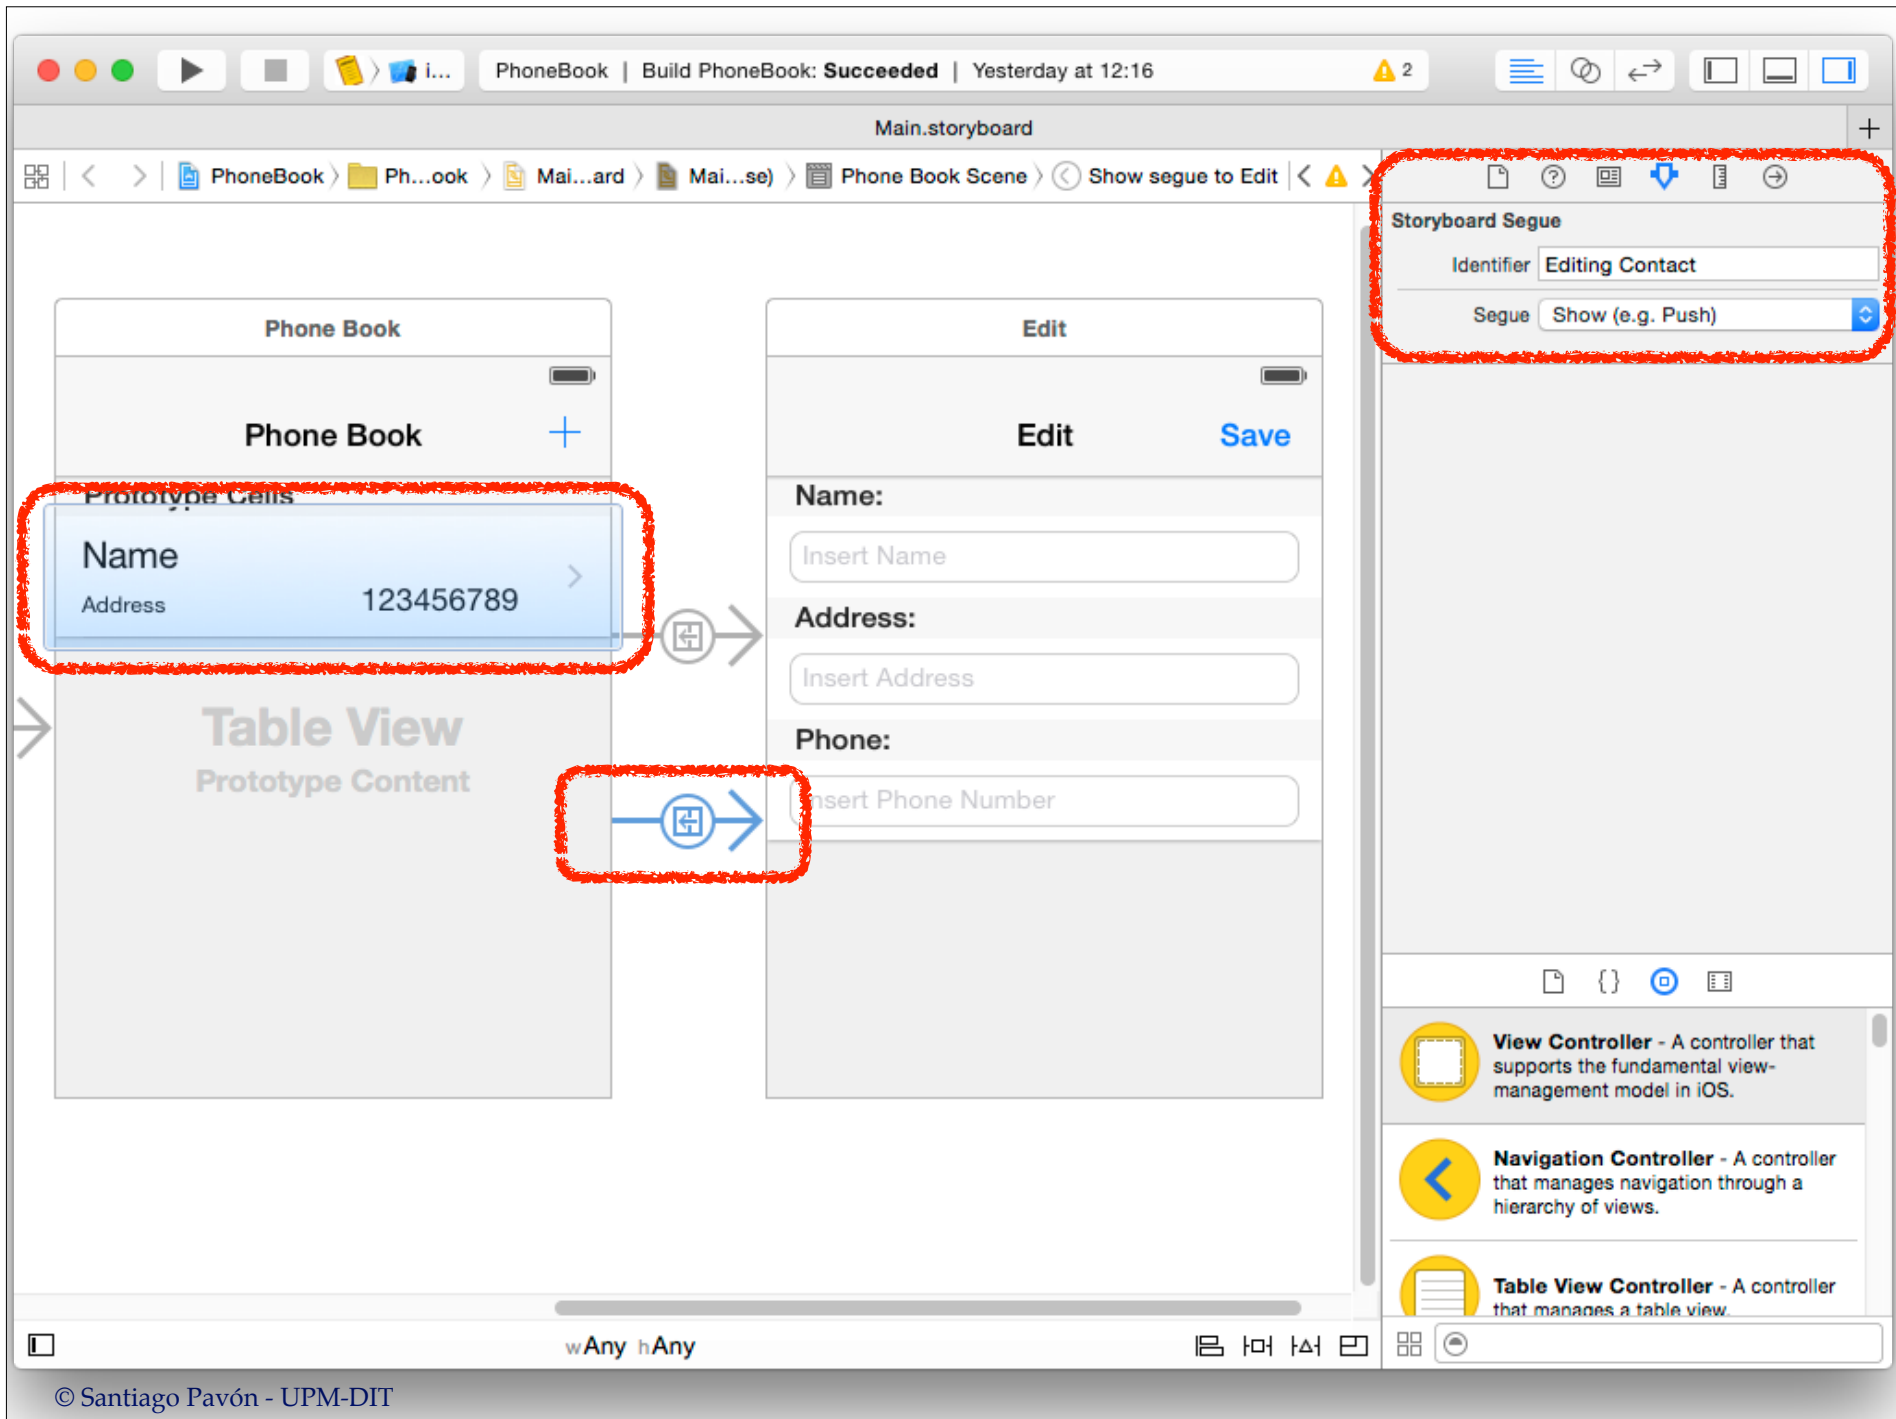 i...
PhoneBook | Build PhoneBook: Succeeded | Yesterday at 12:16
2
Main.storyboard
PhoneBook
Ph...ook
Mai...ard
Mai...se)
Phone Book Scene
Show segue to Edit
Storyboard Segue
Identifier Editing Contact
Segue Show (e.g. Push)
Phone Book
Phone Book
Prototype Cells
Name
Address
123456789
Table View
Prototype Content
Edit
Edit
Save
Name:
Insert Name
Address:
Insert Address
Phone:
Insert Phone Number
View Controller - A controller that
supports the fundamental view-
management model in iOS.
Navigation Controller - A controller
that manages navigation through a
hierarchy of views.
Table View Controller - A controller
that manages a table view.
wAny hAny
© Santiago Pavón - UPM-DIT